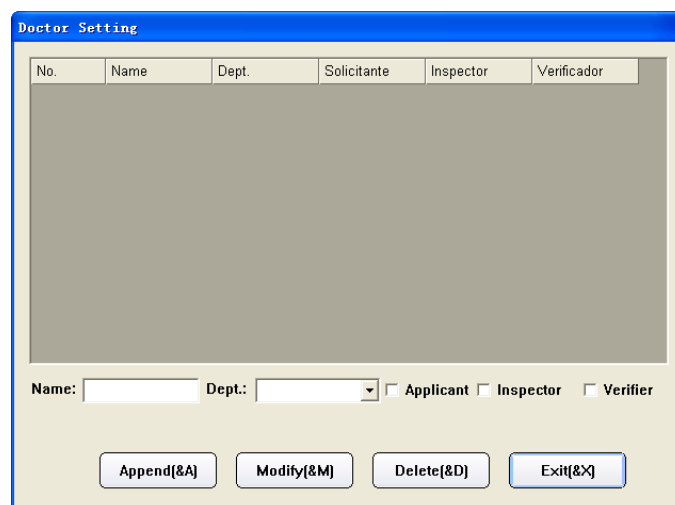 Doctor Setting
No. Name Dept. Solicitante Inspector Verificador
Name: Dept.: Applicant Inspector Verifier
Append(&A) Modify(&M) Delete(&D) Exit(&X)